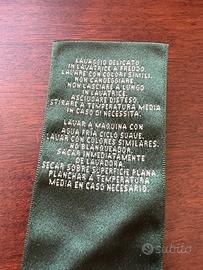 LAVAGGIO DELICATO
IN LAVATRICE A FREDDO.
LAVARE CON COLORI SIMILI.
NON CANDEGGIARE.
NON LASCIARE A LUNGO
IN LAVATRICE.
ASCIUGARE DISTESO.
STIRARE A TEMPERATURA MEDIA
IN CASO DI NECESSITA.
LAVAR A MAQUINA CON
AGUA FRIA CICLO SUAVE.
LAVAR CON COLORES SIMILARES.
NO BLANQUEADOR.
SACAR INMEDIATAMENTE
DE LAVADORA.
SECAR SOBRE SUPERFICIE PLANA.
PLANCHAR A TEMPERATURA
MEDIA EN CASO NECESARIO.
subito